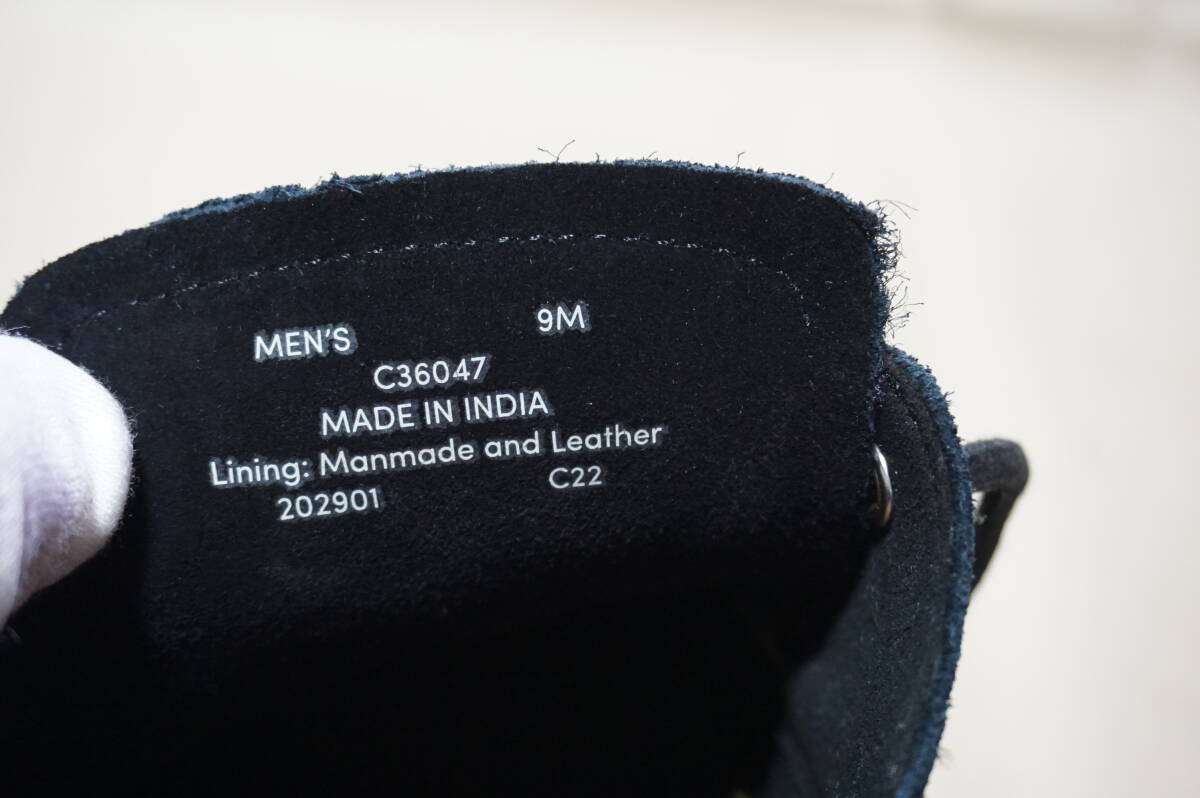 MEN'S 9M
C36047
MADE IN INDIA
Lining: Manmade and Leather
202901 C22